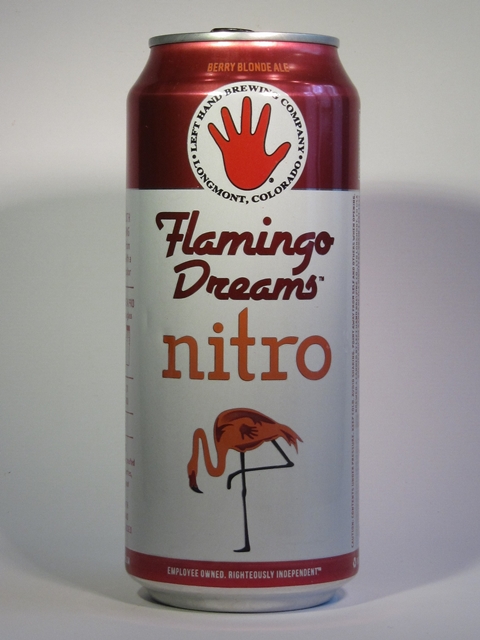 BERRY BLONDE ALE
LEFT HAND BREWING COMPANY
• LONGMONT, COLORADO •
Flamingo
Dreams™
nitro
EMPLOYEE OWNED. RIGHTEOUSLY INDEPENDENT™